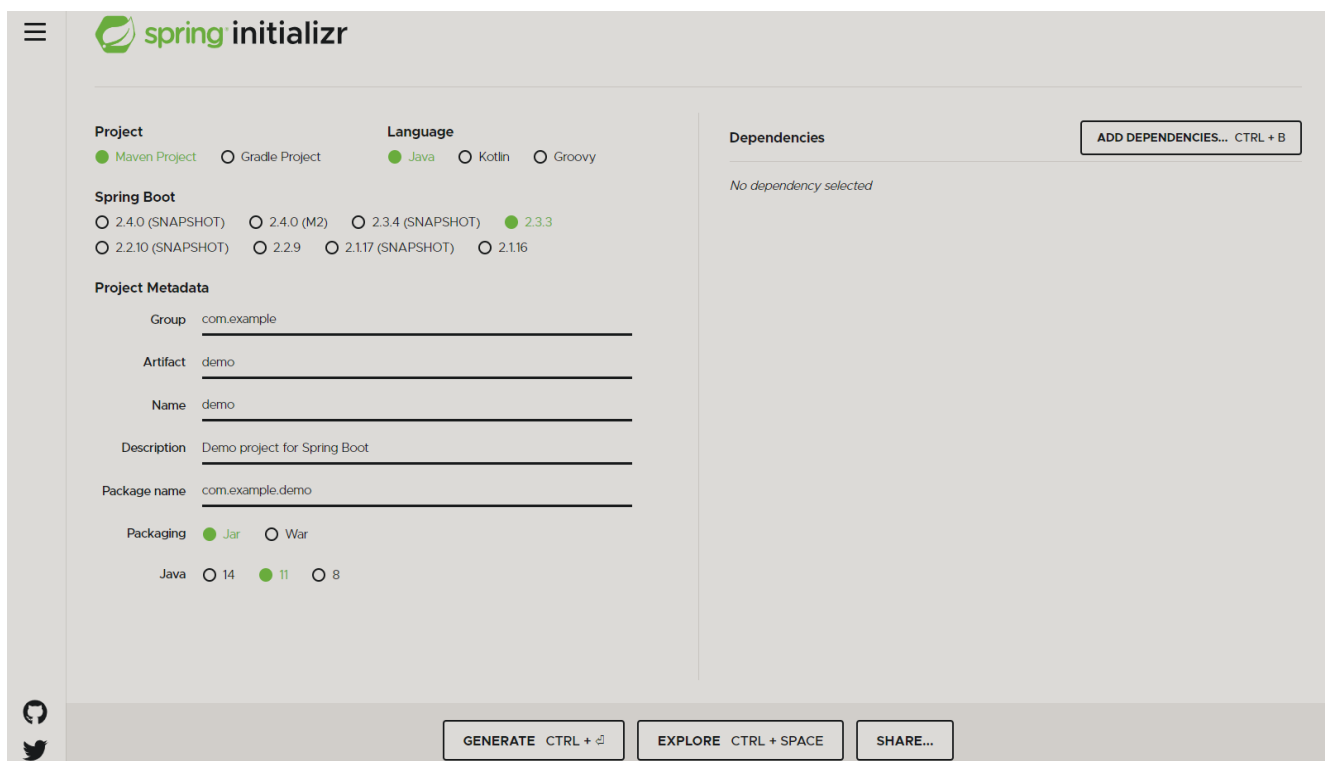 spring initializr
Project
Maven Project Gradle Project
Language
Java Kotlin Groovy
Spring Boot
2.4.0 (SNAPSHOT) 2.4.0 (M2) 2.3.4 (SNAPSHOT) 2.3.3
2.2.10 (SNAPSHOT) 2.2.9 2.1.17 (SNAPSHOT) 2.1.16
Project Metadata
Group com.example
Artifact demo
Name demo
Description Demo project for Spring Boot
Package name com.example.demo
Packaging Jar War
Java 14 11 8
Dependencies
ADD DEPENDENCIES... CTRL + B
No dependency selected
GENERATE CTRL + ⏎ EXPLORE CTRL + SPACE SHARE...